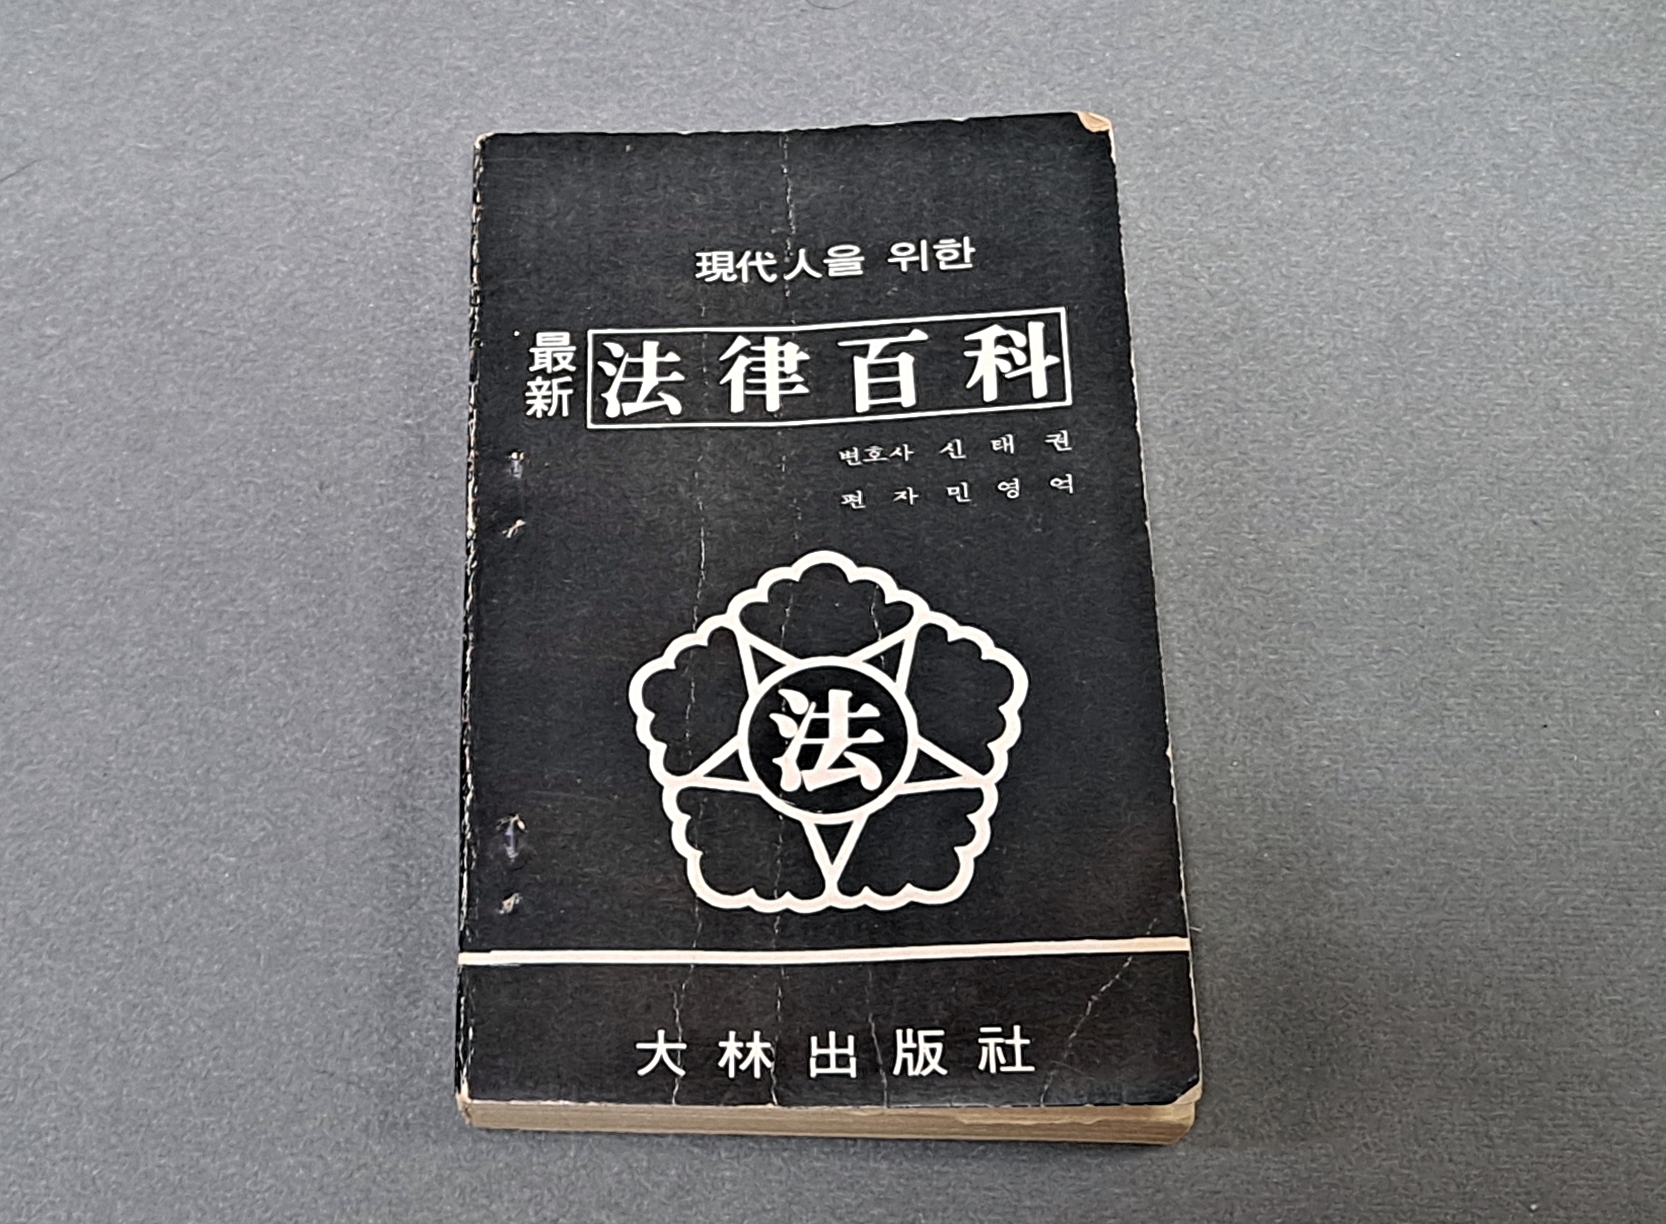 現代人을 위한
最新 法律百科
변호사 신태권
편자 민영억
法
大林出版社